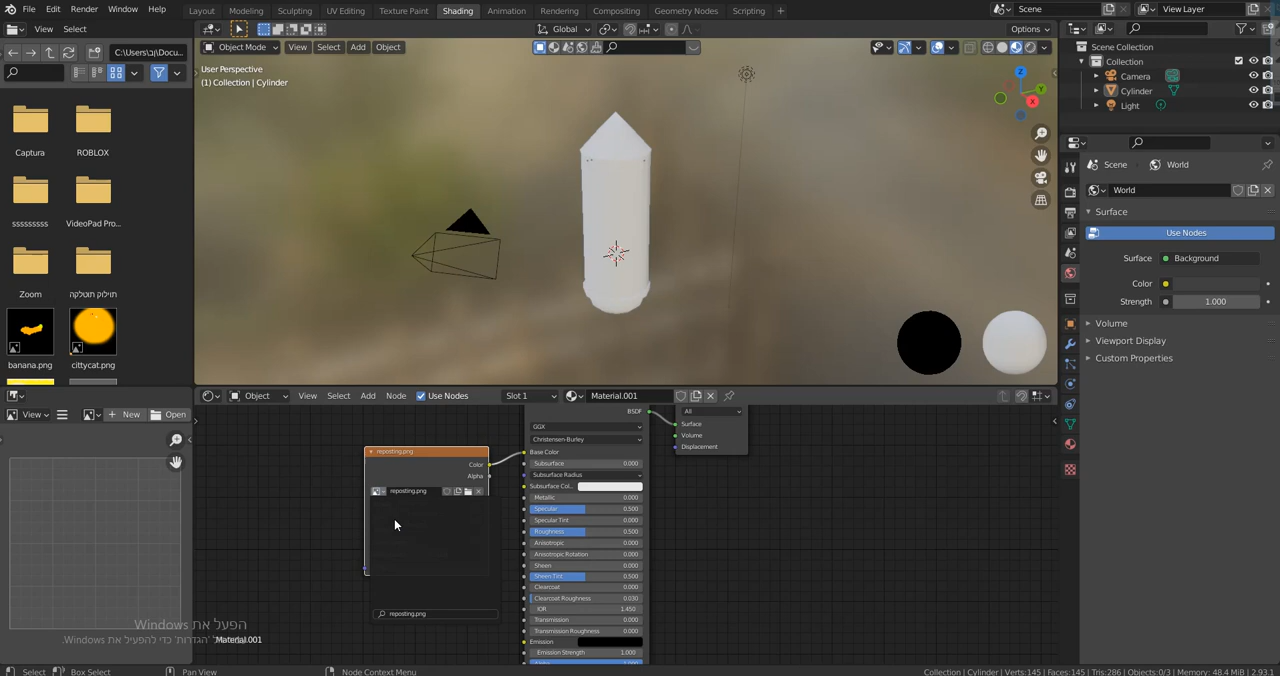 File Edit Render Window Help Layout Modeling Sculpting UV Editing Texture Paint Shading Animation Rendering Compositing Geometry Nodes Scripting Scene View Layer
View Select Global Options
C:\Users\ב\Docu... Object Mode View Select Add Object
Scene Collection
Collection
Camera
Cylinder
Light
User Perspective
(1) Collection | Cylinder
Z
Y
X
Captura ROBLOX
sssssssss VideoPad Pro...
Zoom תיקיית חוטלקה
banana.png cittycat.png
Scene World
World
Surface
Use Nodes
Surface Background
Color
Strength 1.000
Volume
Viewport Display
Custom Properties
Object View Select Add Node Use Nodes Slot 1 Material.001
View New Open
BSDF
GGX
Christensen-Burley
Base Color
Subsurface 0.000
Subsurface Radius
Subsurface Col...
Metallic 0.000
Specular 0.500
Specular Tint 0.000
Roughness 0.500
Anisotropic 0.000
Anisotropic Rotation 0.000
Sheen 0.000
Sheen Tint 0.500
Clearcoat 0.000
Clearcoat Roughness 0.030
IOR 1.450
Transmission 0.000
Transmission Roughness 0.000
Emission
Emission Strength 1.000
All
Surface
Volume
Displacement
reposting.png
Color
Alpha
reposting.png
reposting.png
הפעל את Windows
Material.001
Select Box Select Pan View Node Context Menu Collection | Cylinder | Verts:145 | Faces:145 | Tris:286 | Objects:0/3 | Memory: 48.4 MiB | 2.93.1